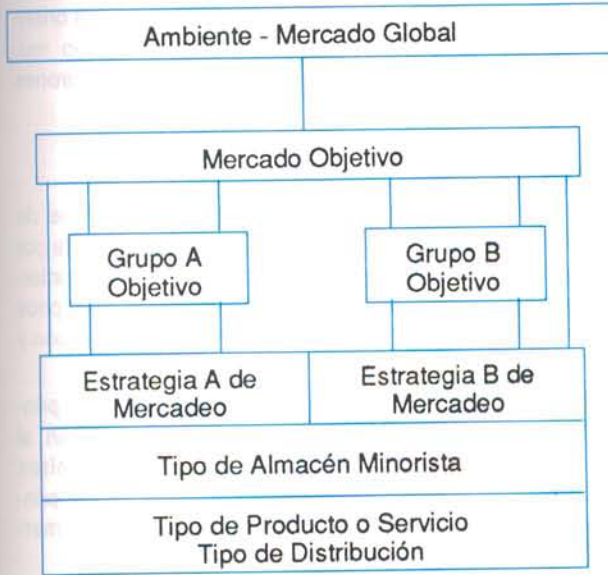 Ambiente - Mercado Global
Mercado Objetivo
Grupo A
Objetivo
Grupo B
Objetivo
Estrategia A de
Mercadeo
Estrategia B de
Mercadeo
Tipo de Almacén Minorista
Tipo de Producto o Servicio
Tipo de Distribución